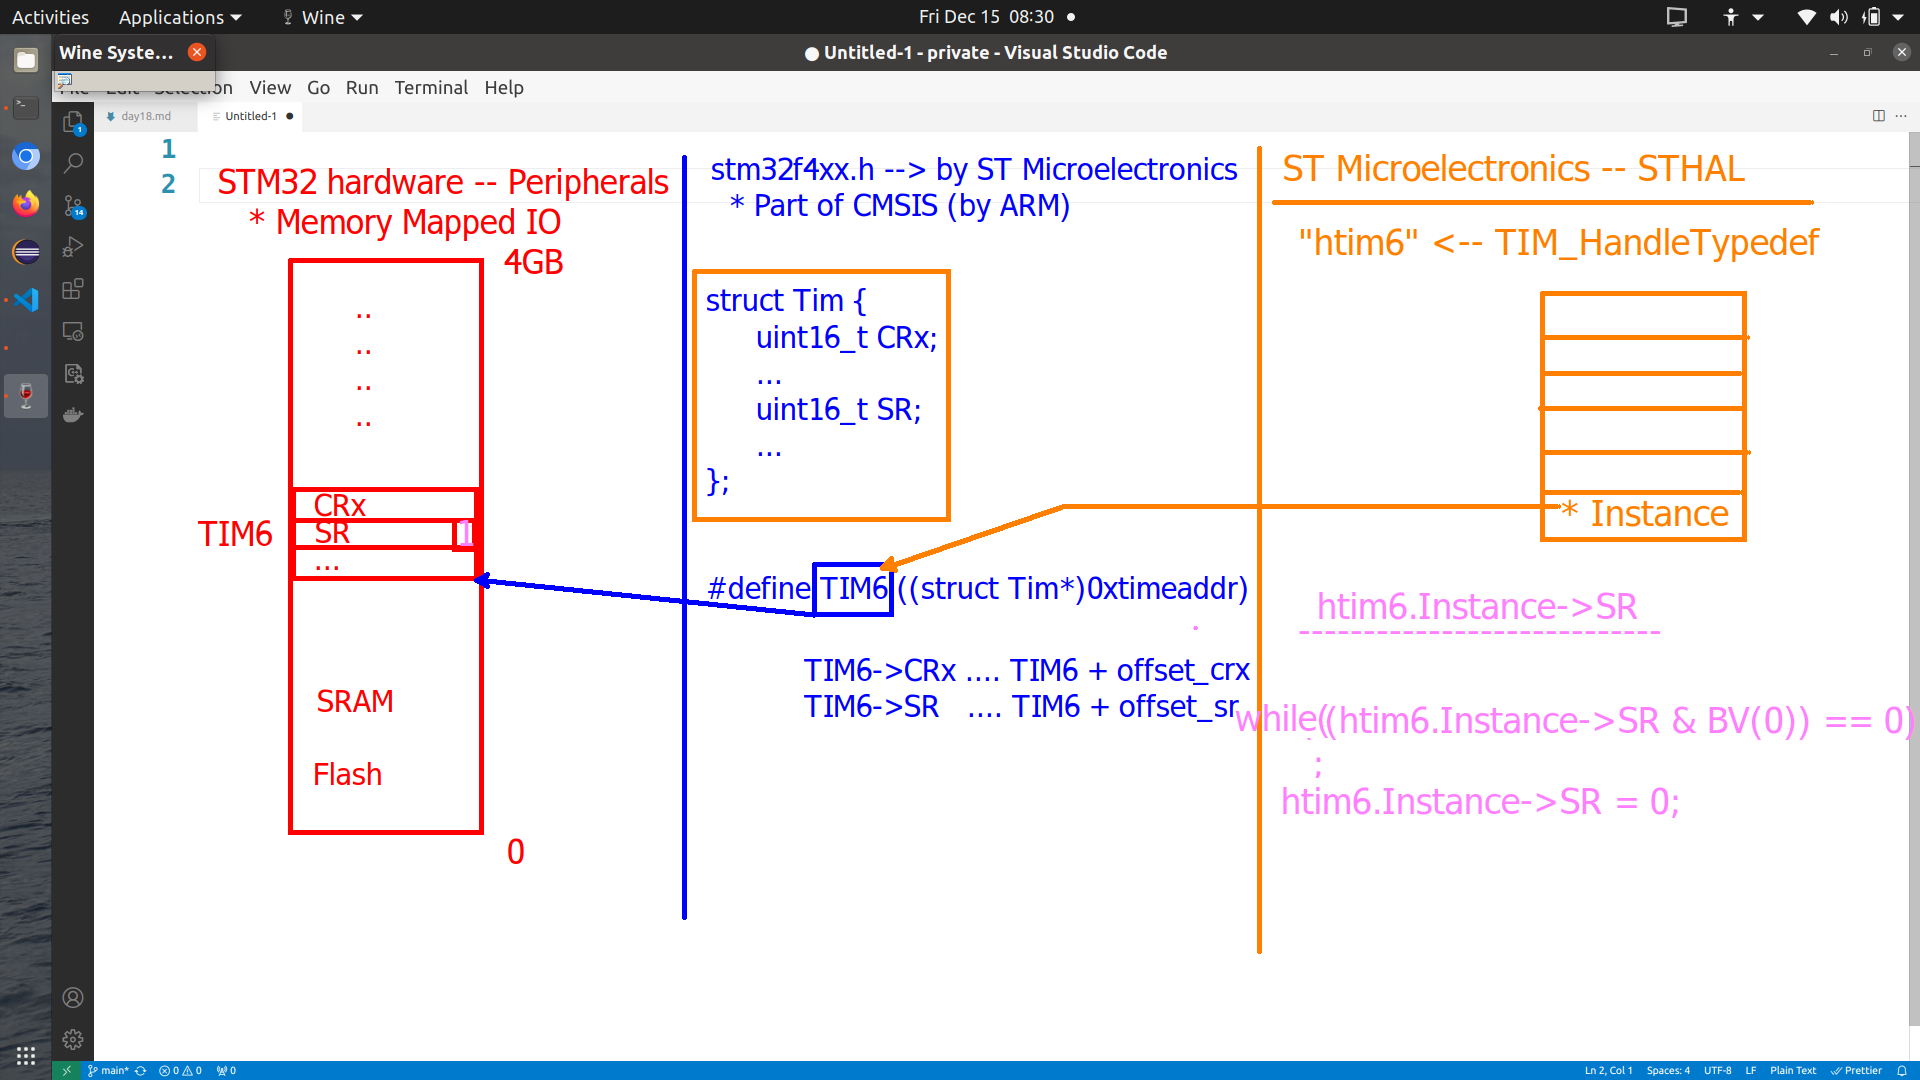 Activities
Applications
Wine
Fri Dec 15 08:30
Wine Syste...
Untitled-1 - private - Visual Studio Code
View Go Run Terminal Help
day18.md
Untitled-1
1
2
STM32 hardware -- Peripherals
* Memory Mapped IO
4GB
..
..
..
..
CRx
TIM6
SR
1
...
SRAM
Flash
0
stm32f4xx.h --> by ST Microelectronics
* Part of CMSIS (by ARM)
struct Tim {
uint16_t CRx;
...
uint16_t SR;
...
};
#define TIM6 ((struct Tim*)0xtimeaddr)
TIM6->CRx .... TIM6 + offset_crx
TIM6->SR .... TIM6 + offset_sr
ST Microelectronics -- STHAL
"htim6" <-- TIM_HandleTypedef
* Instance
htim6.Instance->SR
---------------------------
while((htim6.Instance->SR & BV(0)) == 0)
;
htim6.Instance->SR = 0;
1
14
main*
0
0
0
Ln 2, Col 1
Spaces: 4
UTF-8
LF
Plain Text
Prettier